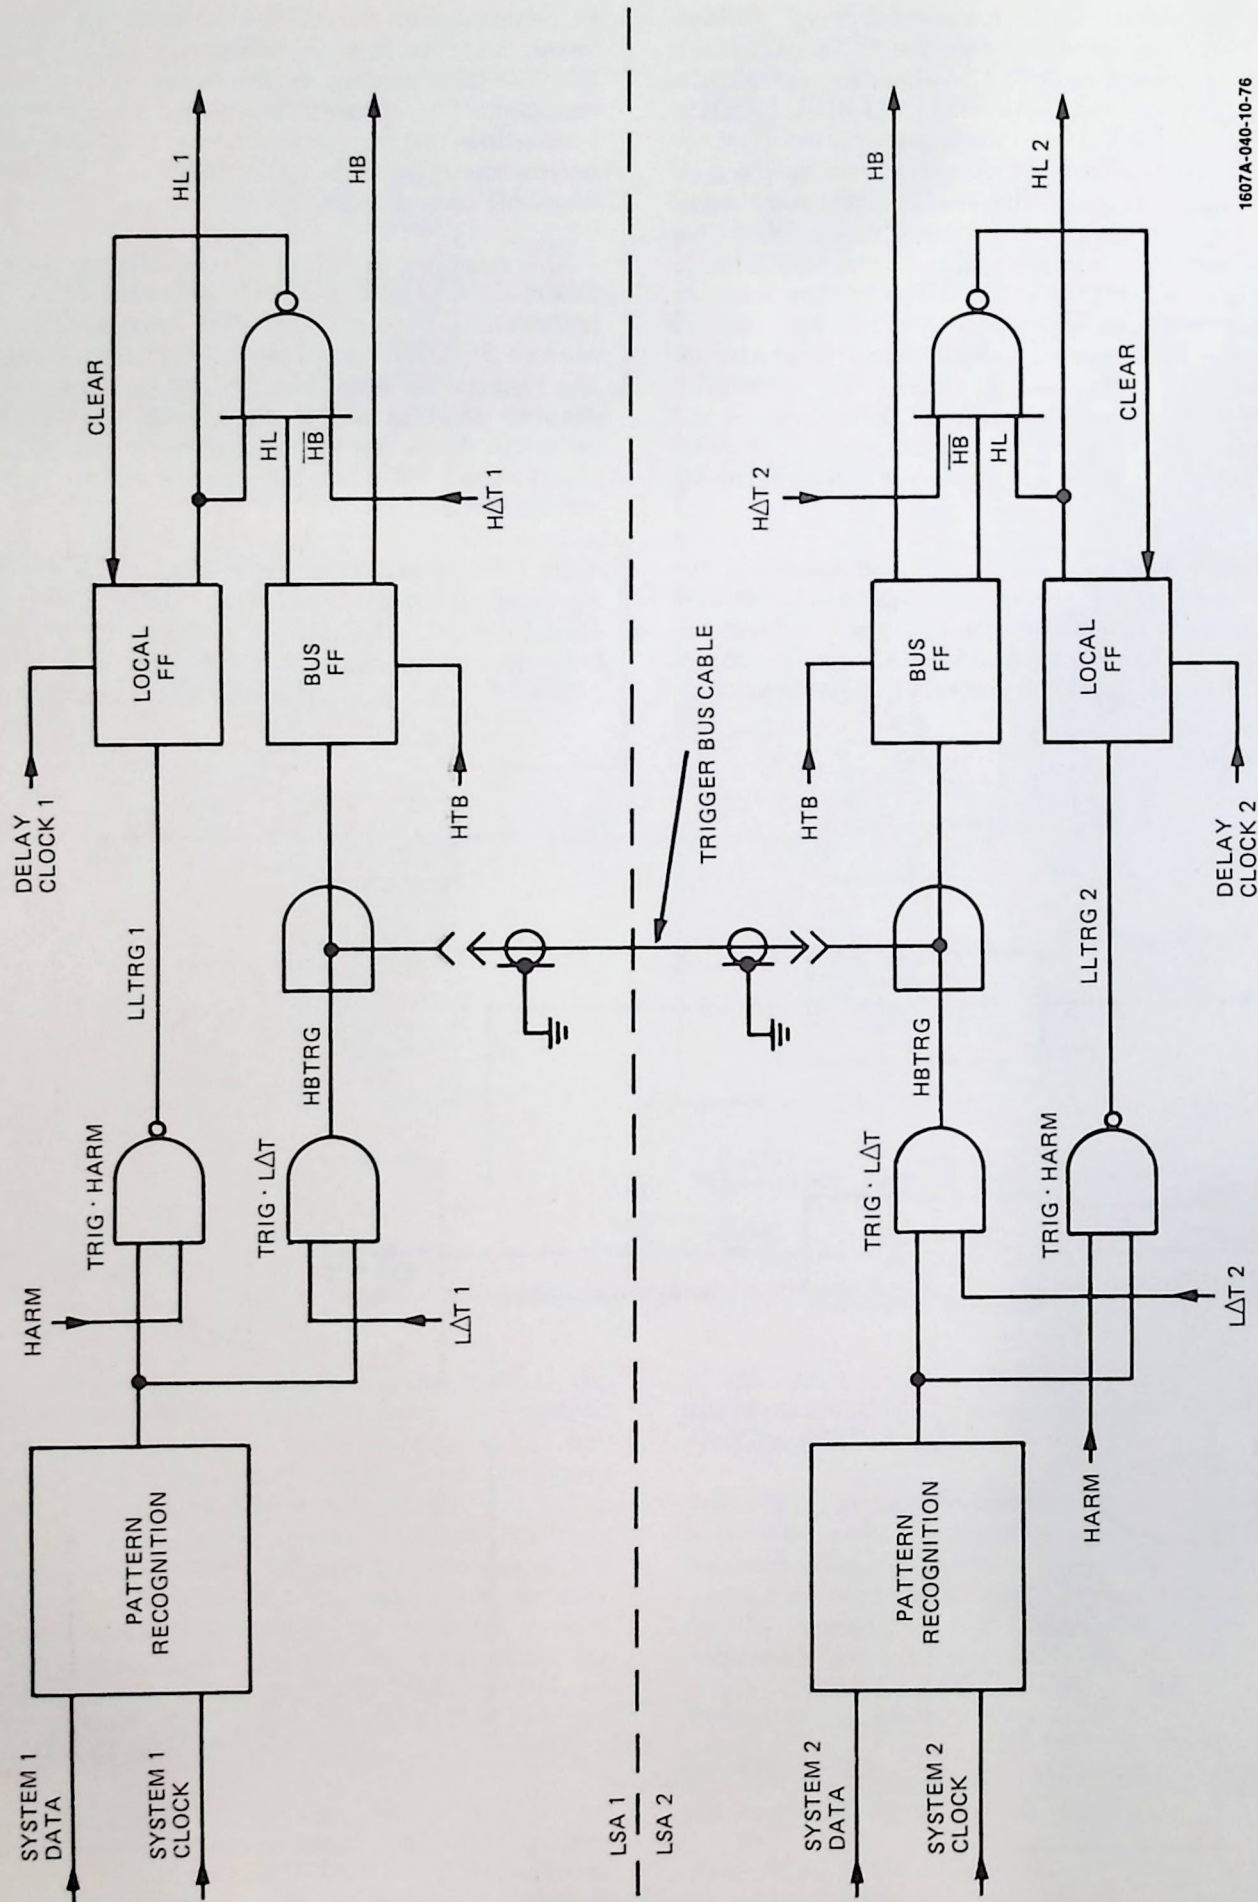 SYSTEM 1
DATA
SYSTEM 1
CLOCK
PATTERN
RECOGNITION
HARM
TRIG · HARM
TRIG · L∆T
L∆T 1
LLTRG 1
HBTRG
DELAY
CLOCK 1
LOCAL
FF
BUS
FF
HTB
CLEAR
HL
H̅B̅
H∆T 1
HL 1
HB
LSA 1
LSA 2
TRIGGER BUS CABLE
SYSTEM 2
DATA
SYSTEM 2
CLOCK
PATTERN
RECOGNITION
HARM
TRIG · L∆T
TRIG · HARM
L∆T 2
HBTRG
LLTRG 2
HTB
BUS
FF
LOCAL
FF
DELAY
CLOCK 2
H∆T 2
H̅B̅
HL
CLEAR
HB
HL 2
1607A-040-10-76